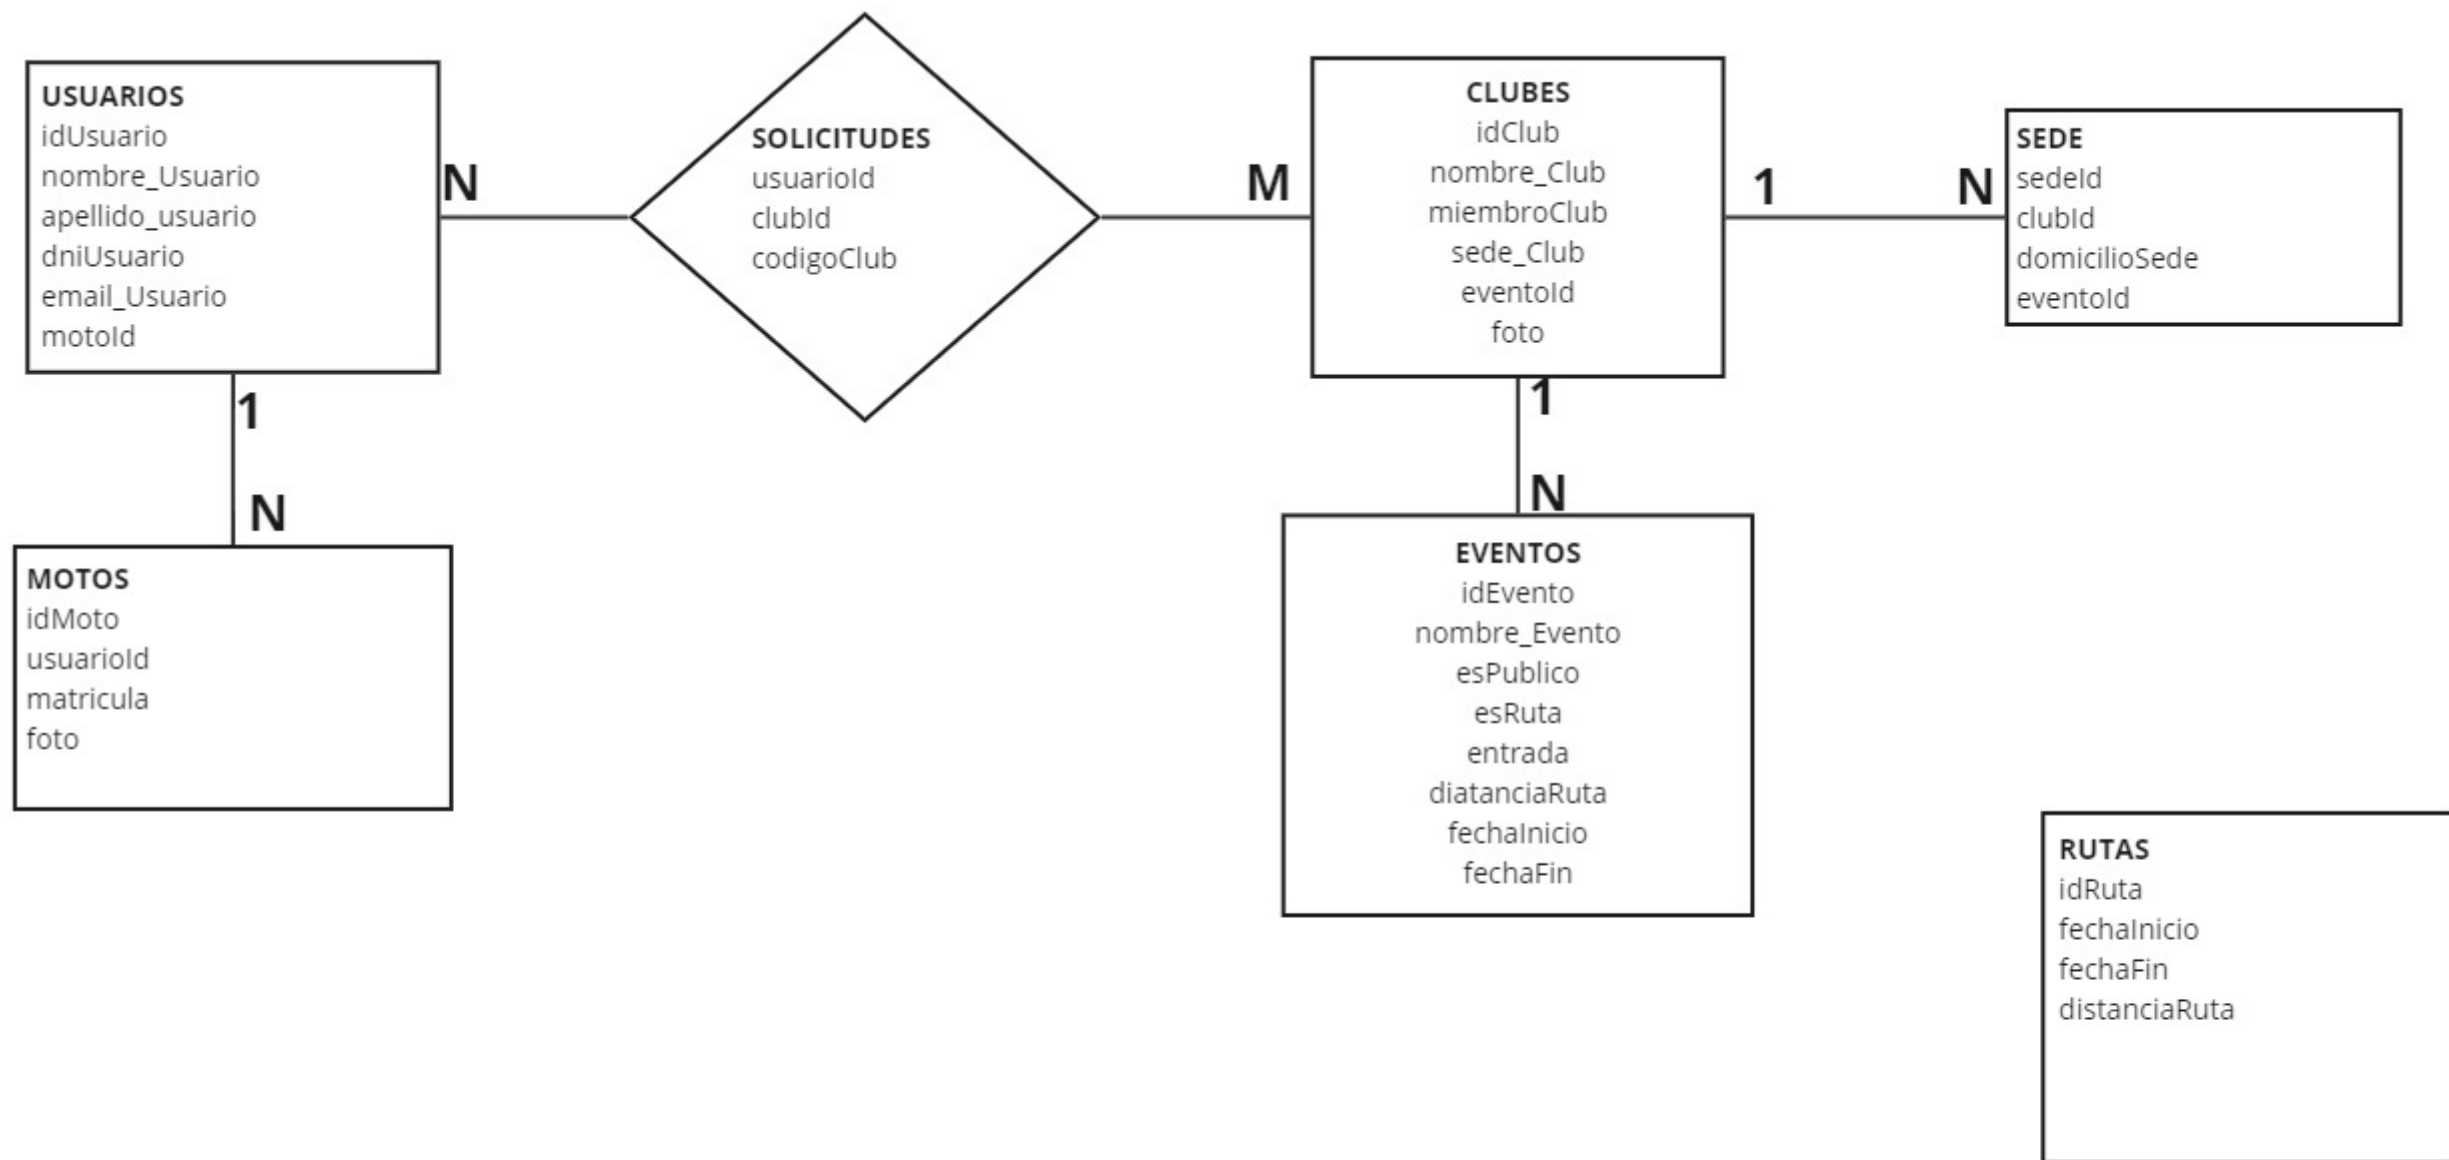 USUARIOS
idUsuario
nombre_Usuario
apellido_usuario
dniUsuario
email_Usuario
motoId
N
SOLICITUDES
usuarioId
clubId
codigoClub
M
CLUBES
idClub
nombre_Club
miembroClub
sede_Club
eventoId
foto
1
N
SEDE
sedeId
clubId
domicilioSede
eventoId
1
N
MOTOS
idMoto
usuarioId
matricula
foto
1
N
EVENTOS
idEvento
nombre_Evento
esPublico
esRuta
entrada
diatanciaRuta
fechaInicio
fechaFin
RUTAS
idRuta
fechaInicio
fechaFin
distanciaRuta